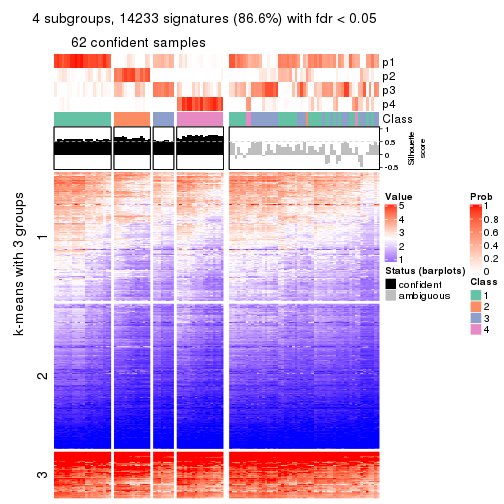 4 subgroups, 14233 signatures (86.6%) with fdr < 0.05
62 confident samples
p1
p2
p3
p4
Class
1
0.5
0
-0.5
Silhouette
score
k-means with 3 groups
1
2
3
Value
5
4
3
2
1
Status (barplots)
confident
ambiguous
Prob
1
0.8
0.6
0.4
0.2
0
Class
1
2
3
4